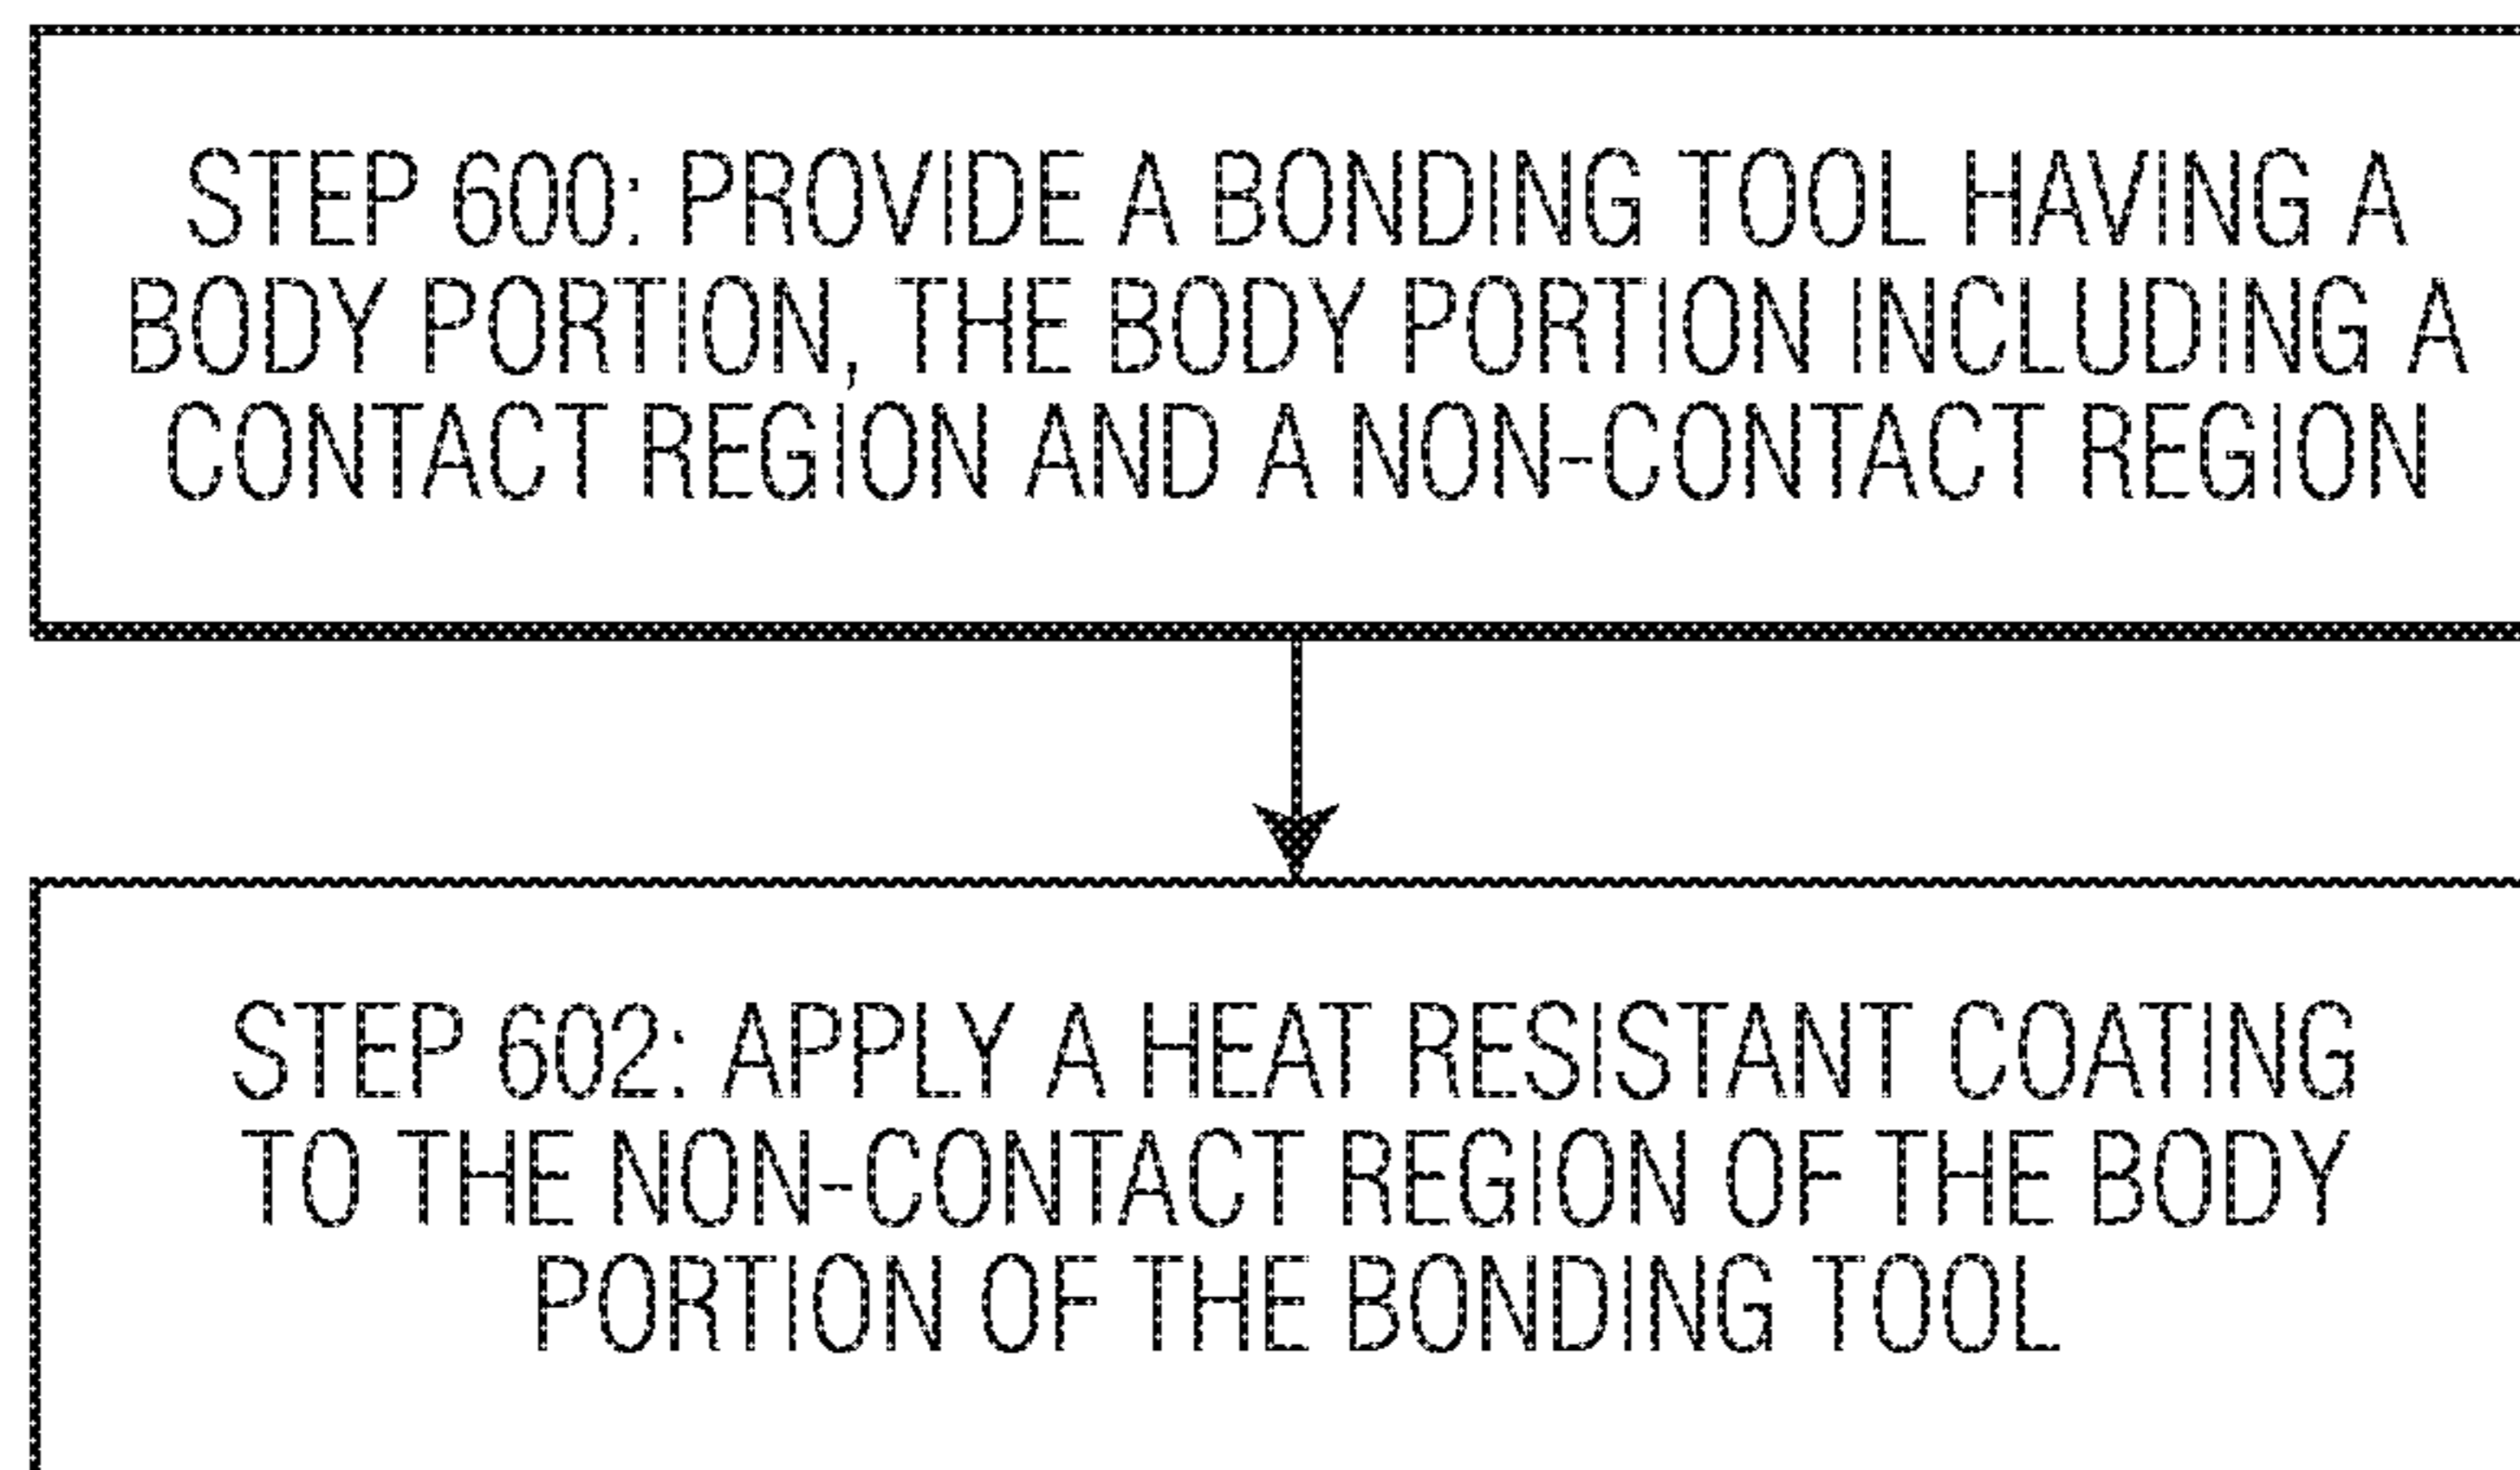 STEP 600: PROVIDE A BONDING TOOL HAVING A
BODY PORTION, THE BODY PORTION INCLUDING A
CONTACT REGION AND A NON-CONTACT REGION
STEP 602: APPLY A HEAT RESISTANT COATING
TO THE NON-CONTACT REGION OF THE BODY
PORTION OF THE BONDING TOOL